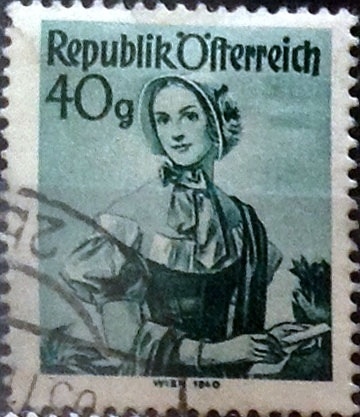 Republik Österreich
40g
WIEN 1840